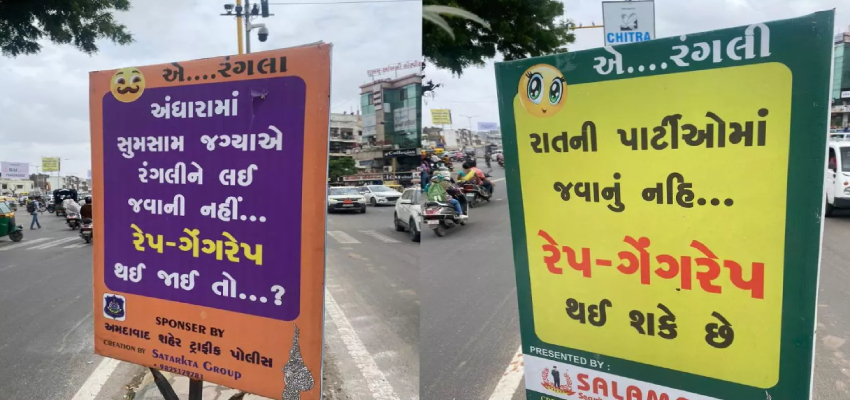 એ....રંગલા
અંધારામાં
સુમસામ જગ્યાએ
રંગલીને લઈ
જવાની નહીં...
રેપ-ગેંગરેપ
થઈ જાઈ તો...?
SPONSER BY
અમદાવાદ શહેર ટ્રાફીક પોલીસ
CREATION BY SATARKTA GROUP
CHITRA
એ....રંગલી
રાતની પાર્ટીઓમાં
જવાનું નહિ...
રેપ-ગેંગરેપ
થઈ શકે છે
PRESENTED BY :